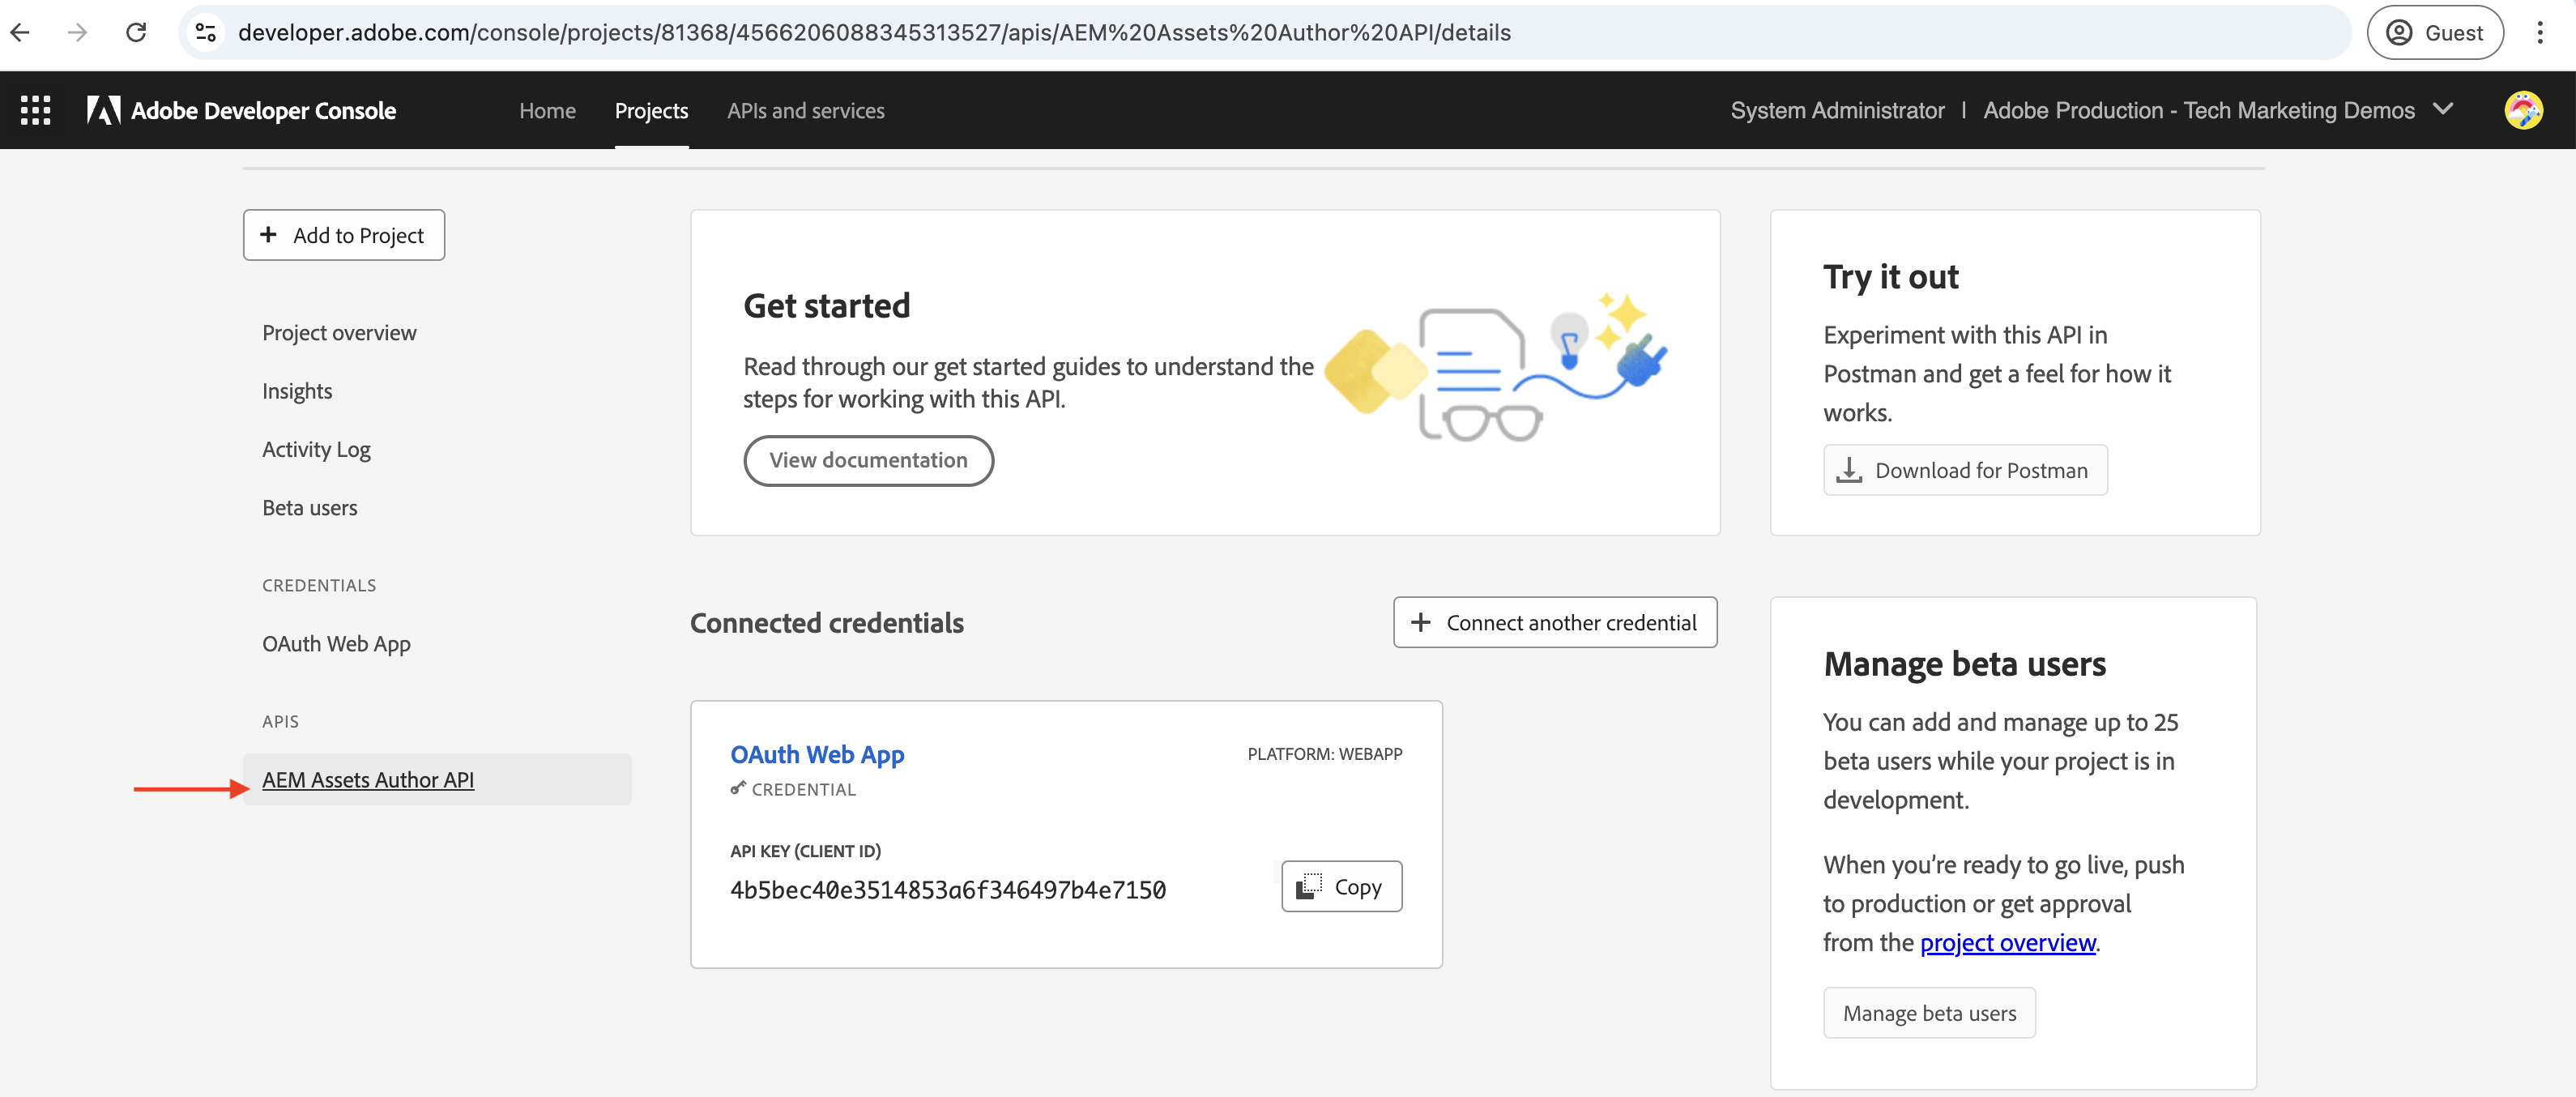 developer.adobe.com/console/projects/81368/4566206088345313527/apis/AEM%20Assets%20Author%20API/details
Guest
Adobe Developer Console
Home
Projects
APIs and services
System Administrator | Adobe Production - Tech Marketing Demos
+ Add to Project
Project overview
Insights
Activity Log
Beta users
CREDENTIALS
OAuth Web App
APIS
AEM Assets Author API
Get started
Read through our get started guides to understand the
steps for working with this API.
View documentation
Try it out
Experiment with this API in
Postman and get a feel for how it
works.
Download for Postman
Connected credentials
+ Connect another credential
OAuth Web App
PLATFORM: WEBAPP
CREDENTIAL
API KEY (CLIENT ID)
4b5bec40e3514853a6f346497b4e7150
Copy
Manage beta users
You can add and manage up to 25
beta users while your project is in
development.
When you're ready to go live, push
to production or get approval
from the project overview.
Manage beta users